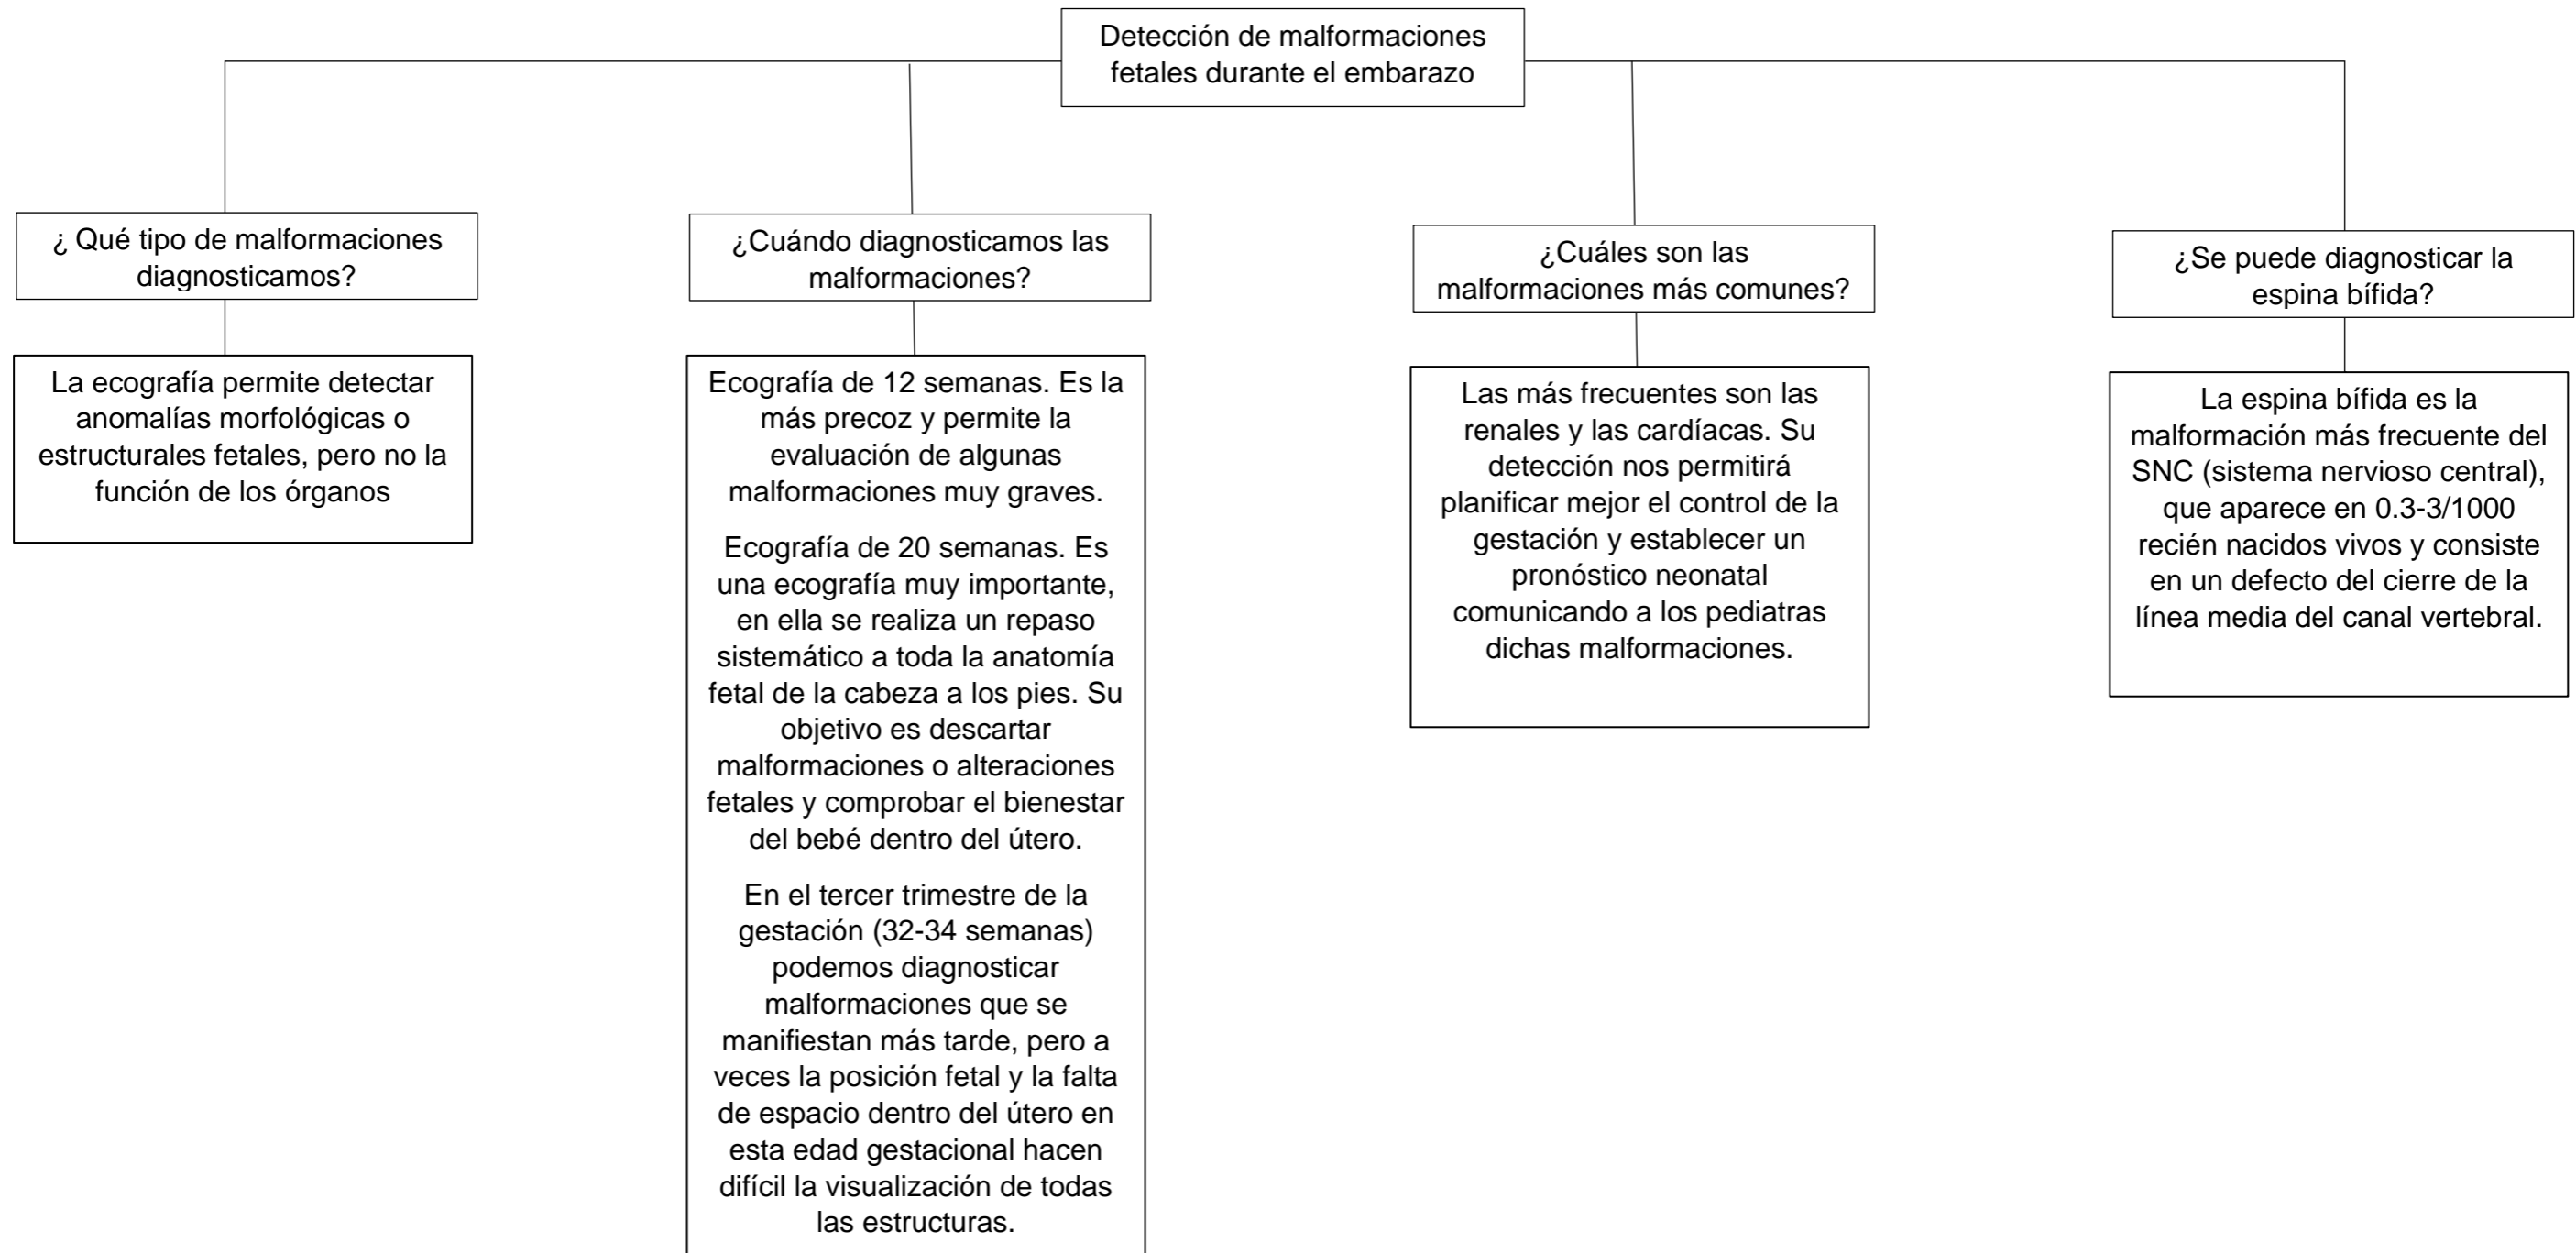 Detección de malformaciones
fetales durante el embarazo
¿ Qué tipo de malformaciones
diagnosticamos?
La ecografía permite detectar
anomalías morfológicas o
estructurales fetales, pero no la
función de los órganos
¿Cuándo diagnosticamos las
malformaciones?
Ecografía de 12 semanas. Es la
más precoz y permite la
evaluación de algunas
malformaciones muy graves.
Ecografía de 20 semanas. Es
una ecografía muy importante,
en ella se realiza un repaso
sistemático a toda la anatomía
fetal de la cabeza a los pies. Su
objetivo es descartar
malformaciones o alteraciones
fetales y comprobar el bienestar
del bebé dentro del útero.
En el tercer trimestre de la
gestación (32-34 semanas)
podemos diagnosticar
malformaciones que se
manifiestan más tarde, pero a
veces la posición fetal y la falta
de espacio dentro del útero en
esta edad gestacional hacen
difícil la visualización de todas
las estructuras.
¿Cuáles son las
malformaciones más comunes?
Las más frecuentes son las
renales y las cardíacas. Su
detección nos permitirá
planificar mejor el control de la
gestación y establecer un
pronóstico neonatal
comunicando a los pediatras
dichas malformaciones.
¿Se puede diagnosticar la
espina bífida?
La espina bífida es la
malformación más frecuente del
SNC (sistema nervioso central),
que aparece en 0.3-3/1000
recién nacidos vivos y consiste
en un defecto del cierre de la
línea media del canal vertebral.